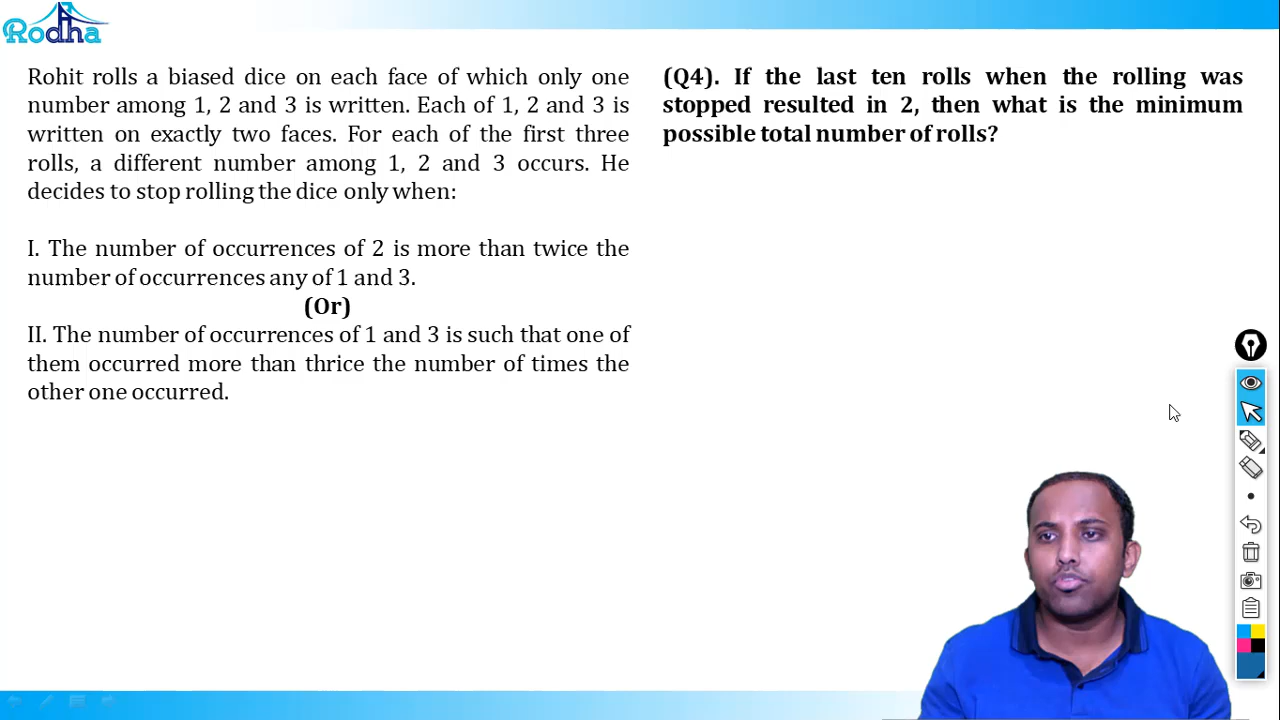 Rodha
Rohit rolls a biased dice on each face of which only one
number among 1, 2 and 3 is written. Each of 1, 2 and 3 is
written on exactly two faces. For each of the first three
rolls, a different number among 1, 2 and 3 occurs. He
decides to stop rolling the dice only when:
I. The number of occurrences of 2 is more than twice the
number of occurrences any of 1 and 3.
(Or)
II. The number of occurrences of 1 and 3 is such that one of
them occurred more than thrice the number of times the
other one occurred.
(Q4). If the last ten rolls when the rolling was
stopped resulted in 2, then what is the minimum
possible total number of rolls?